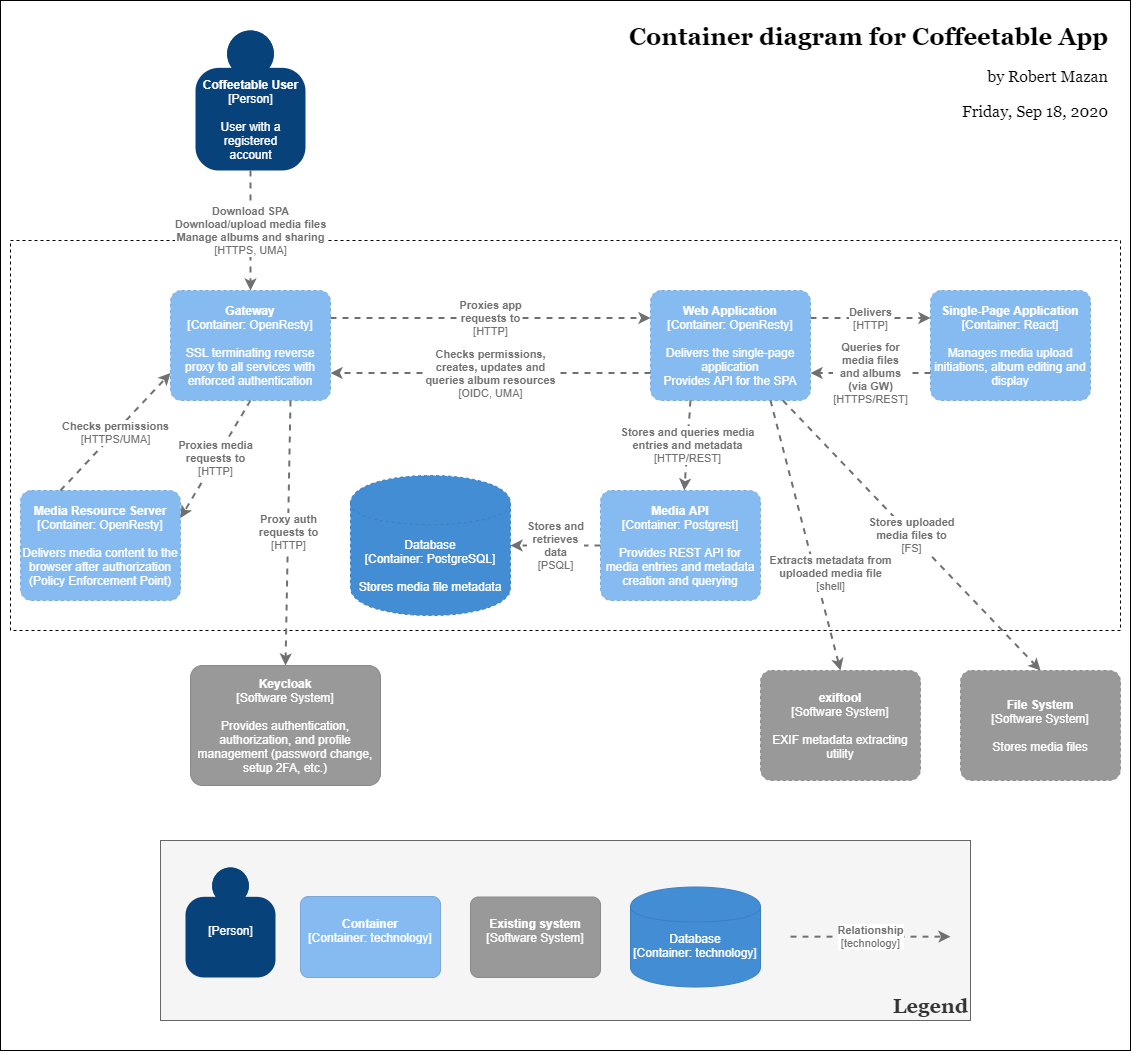 Container diagram for Coffeetable App
by Robert Mazan
Friday, Sep 18, 2020
Coffeetable User
[Person]
User with a
registered
account
Download SPA
Download/upload media files
Manage albums and sharing
[HTTPS, UMA]
Gateway
[Container: OpenResty]
SSL terminating reverse
proxy to all services with
enforced authentication
Proxies app
requests to
[HTTP]
Checks permissions,
creates, updates and
queries album resources
[OIDC, UMA]
Web Application
[Container: OpenResty]
Delivers the single-page
application
Provides API for the SPA
Delivers
[HTTP]
Queries for
media files
and albums
(via GW)
[HTTPS/REST]
Single-Page Application
[Container: React]
Manages media upload
initiations, album editing and
display
Checks permissions
[HTTPS/UMA]
Proxies media
requests to
[HTTP]
Stores and queries media
entries and metadata
[HTTP/REST]
Media Resource Server
[Container: OpenResty]
Delivers media content to the
browser after authorization
(Policy Enforcement Point)
Proxy auth
requests to
[HTTP]
Database
[Container: PostgreSQL]
Stores media file metadata
Stores and
retrieves
data
[PSQL]
Media API
[Container: Postgrest]
Provides REST API for
media entries and metadata
creation and querying
Extracts metadata from
uploaded media file
[shell]
Stores uploaded
media files to
[FS]
Keycloak
[Software System]
Provides authentication,
authorization, and profile
management (password change,
setup 2FA, etc.)
exiftool
[Software System]
EXIF metadata extracting
utility
File System
[Software System]
Stores media files
[Person]
Container
[Container: technology]
Existing system
[Software System]
Database
[Container: technology]
Relationship
[technology]
Legend